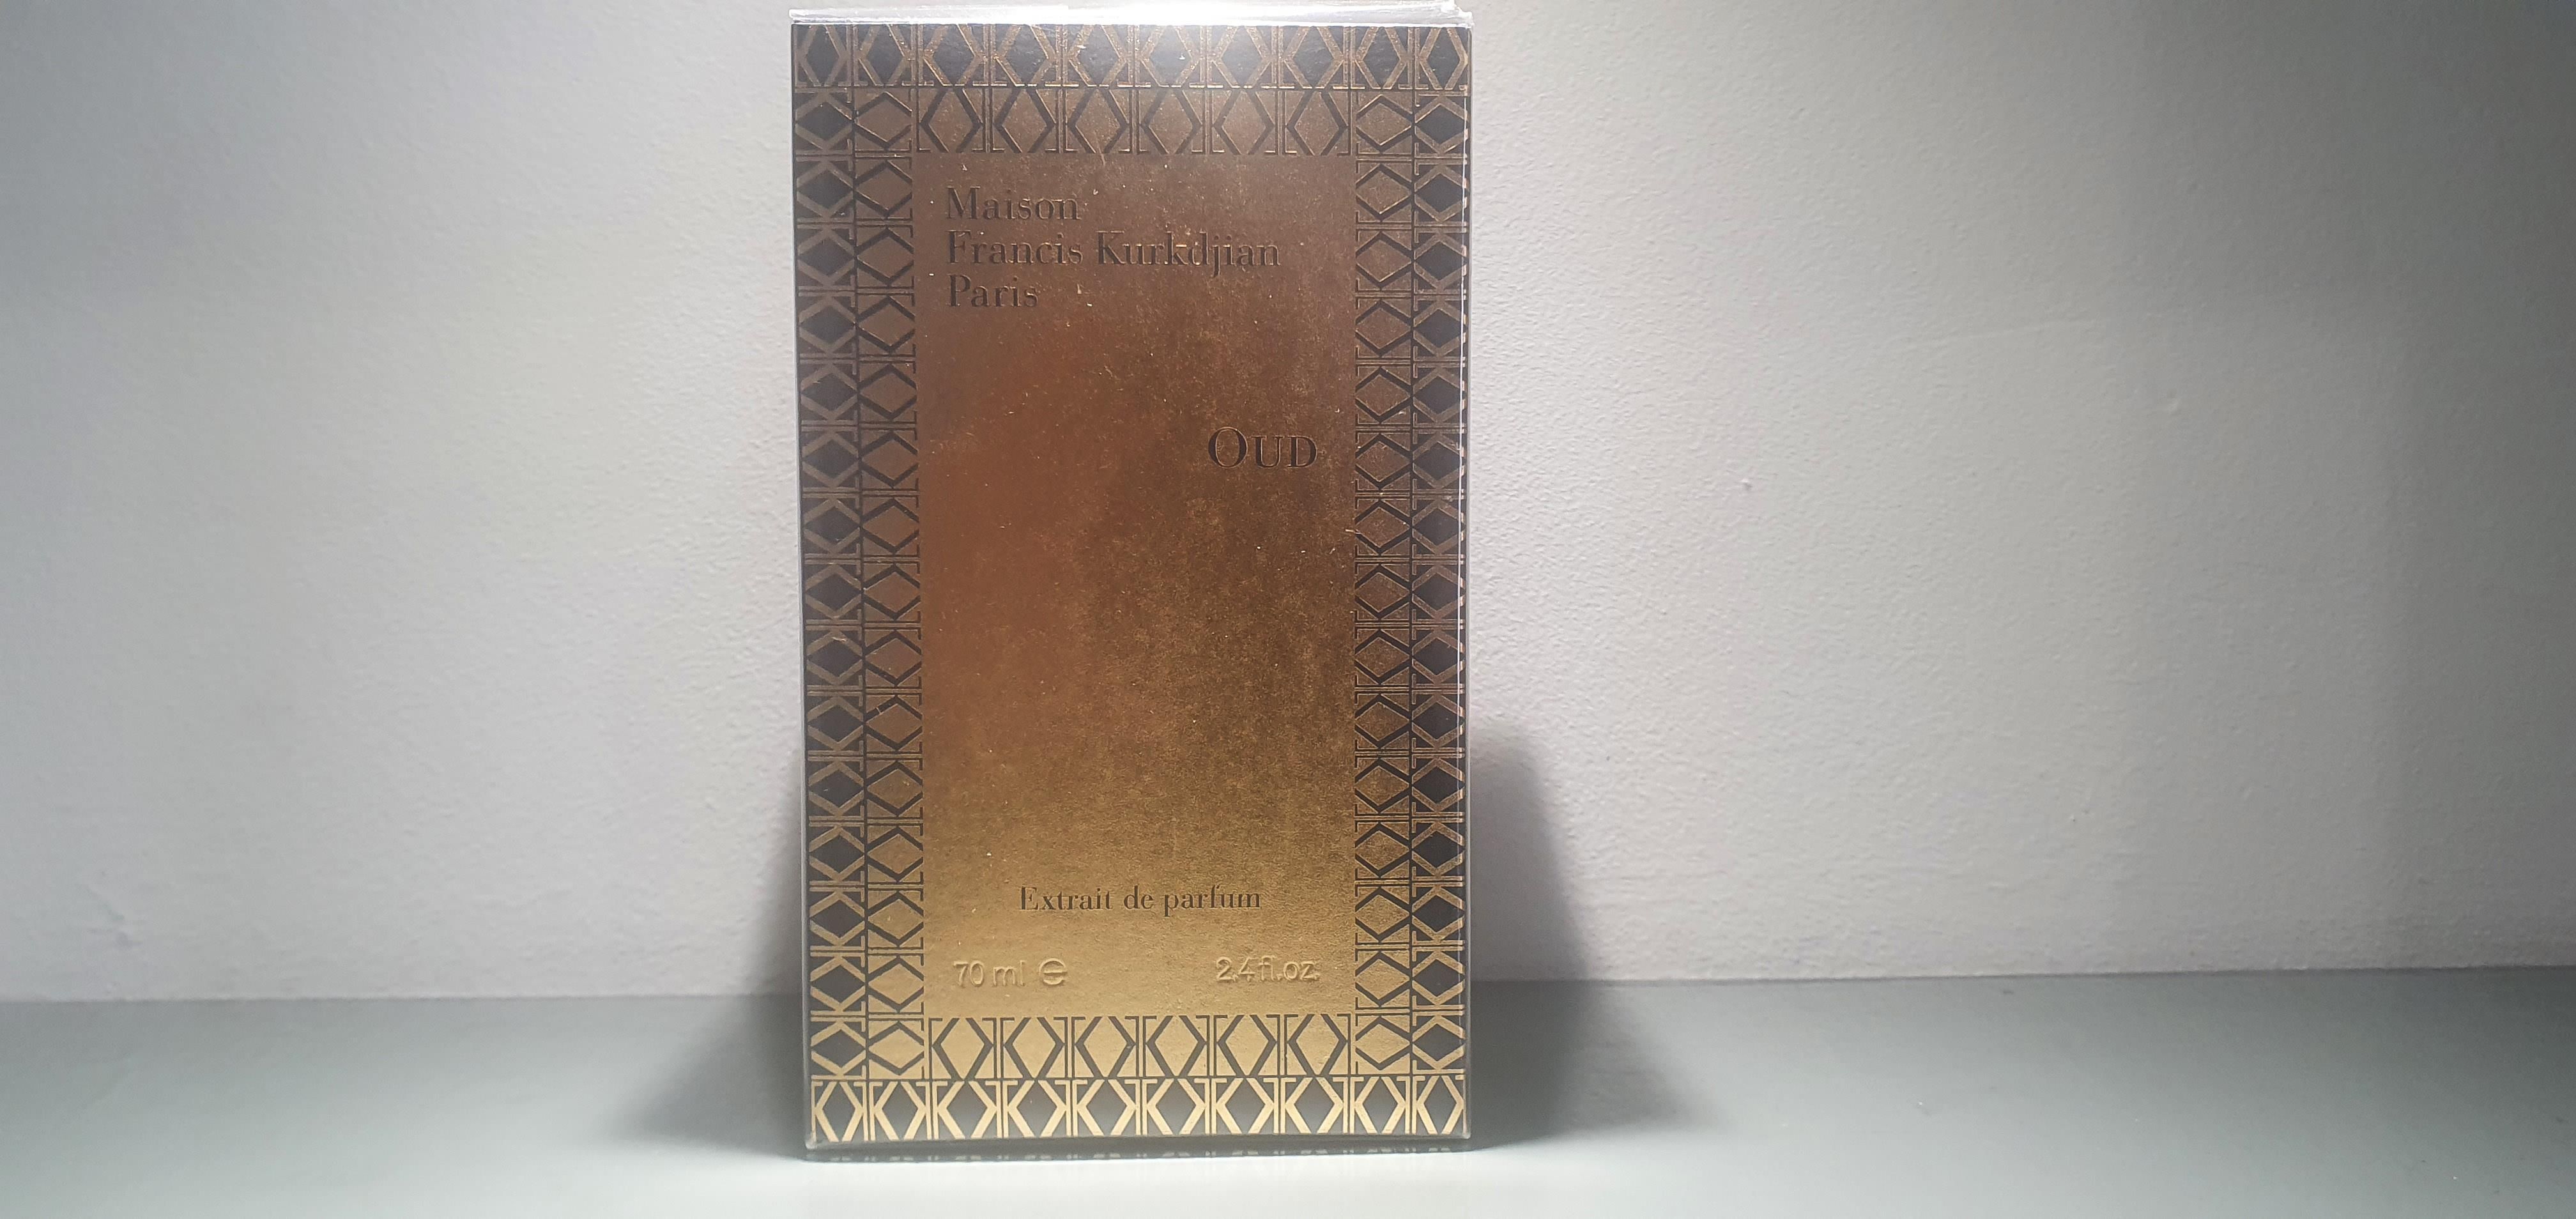 Maison
Francis Kurkdjian
Paris
OUD
Extrait de parfum
70 ml ℮ 2.4 fl.oz.